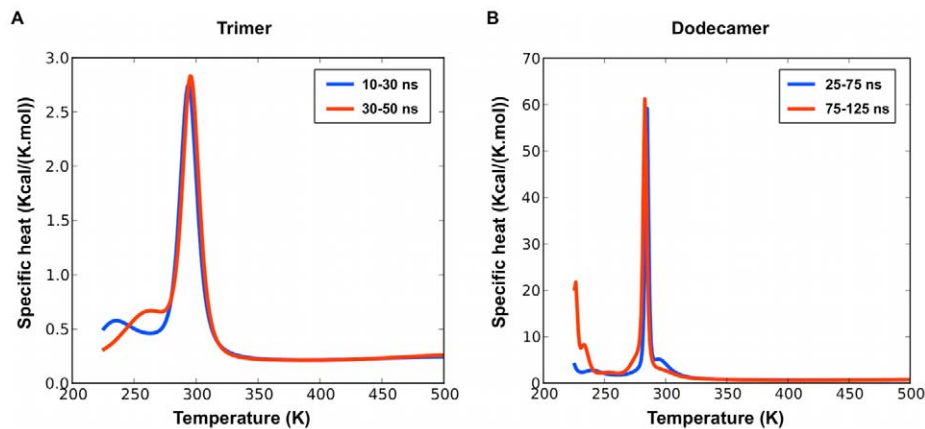 A
Trimer
3.0
2.5
2.0
1.5
1.0
0.5
0.0
200
250
300
350
400
450
500
Specific heat (Kcal/(K.mol))
Temperature (K)
10-30 ns
30-50 ns
B
Dodecamer
70
60
50
40
30
20
10
0
200
250
300
350
400
450
500
Specific heat (Kcal/(K.mol))
Temperature (K)
25-75 ns
75-125 ns